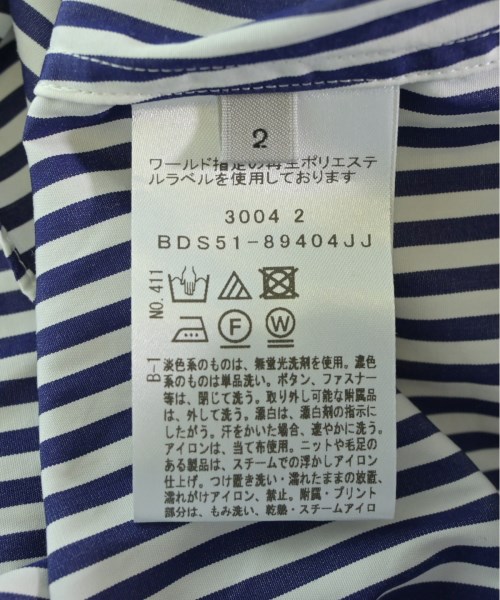 2
ワールド指定の再生ポリエステ
ルラベルを使用しております
3004 2
BDS51-89404JJ
NO.411
F
W
B-1
淡色系のものは、無蛍光洗剤を使用。濃色
系のものは単品洗い。ボタン、ファスナー
等は、閉じて洗う。取り外し可能な附属品
は、外して洗う。漂白は、漂白剤の指示に
したがう。汗をかいた場合、速やかに洗う。
アイロンは、当て布使用。ニットや毛足の
ある製品は、スチームでの浮かしアイロン
仕上げ。つけ置き洗い・濡れたままの放置、
濡れがけアイロン、禁止。附属・プリント
部分は、もみ洗い、乾燥・スチームアイロ